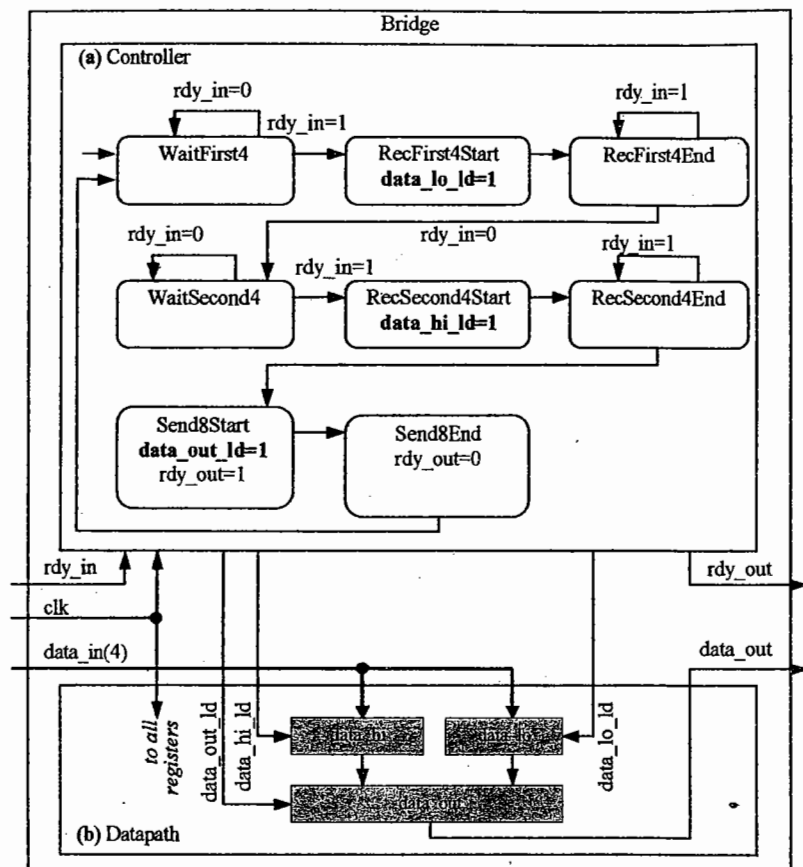 Bridge
(a) Controller
rdy_in=0
rdy_in=1
rdy_in=1
WaitFirst4
RecFirst4Start
data_lo_ld=1
RecFirst4End
rdy_in=0
rdy_in=0
rdy_in=1
rdy_in=1
WaitSecond4
RecSecond4Start
data_hi_ld=1
RecSecond4End
Send8Start
data_out_ld=1
rdy_out=1
Send8End
rdy_out=0
rdy_in
rdy_out
clk
data_in(4)
data_out
to all
registers
data_out_ld
data_hi_ld
data_hi
data_lo
data_lo_ld
data_out
(b) Datapath